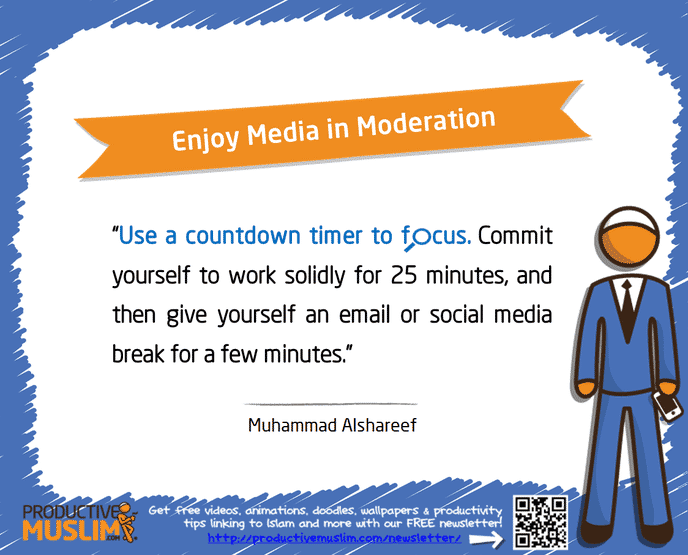 Enjoy Media in Moderation
“Use a countdown timer to focus. Commit
yourself to work solidly for 25 minutes, and
then give yourself an email or social media
break for a few minutes.”
Muhammad Alshareef
PRODUCTIVE
MUSLIM.COM
Get free videos, animations, doodles, wallpapers & productivity
tips linking to Islam and more with our FREE newsletter!
http://productivemuslim.com/newsletter/